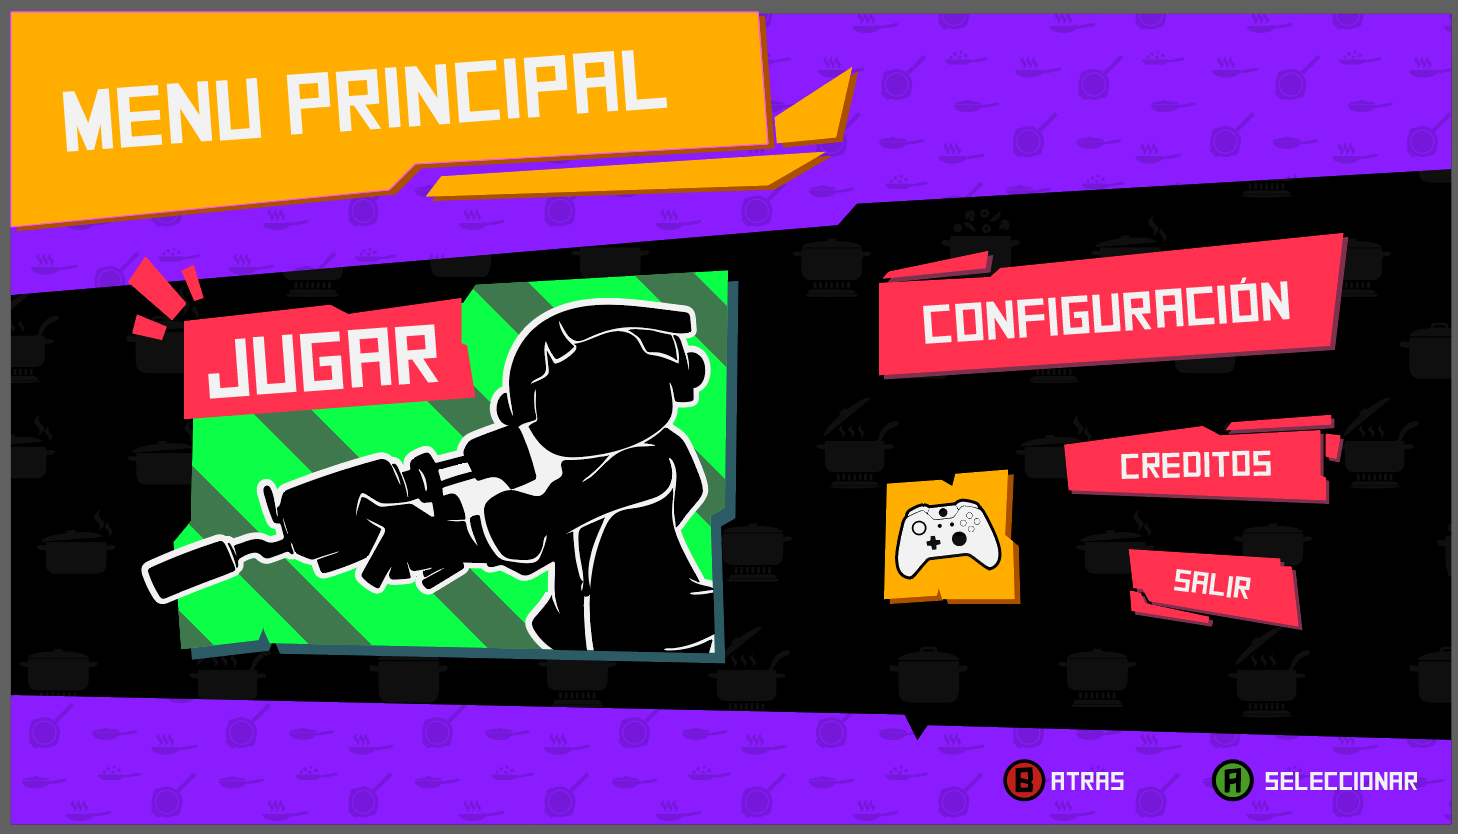 MENU PRINCIPAL
JUGAR
CONFIGURACIÓN
CREDITOS
SALIR
B ATRAS
A SELECCIONAR